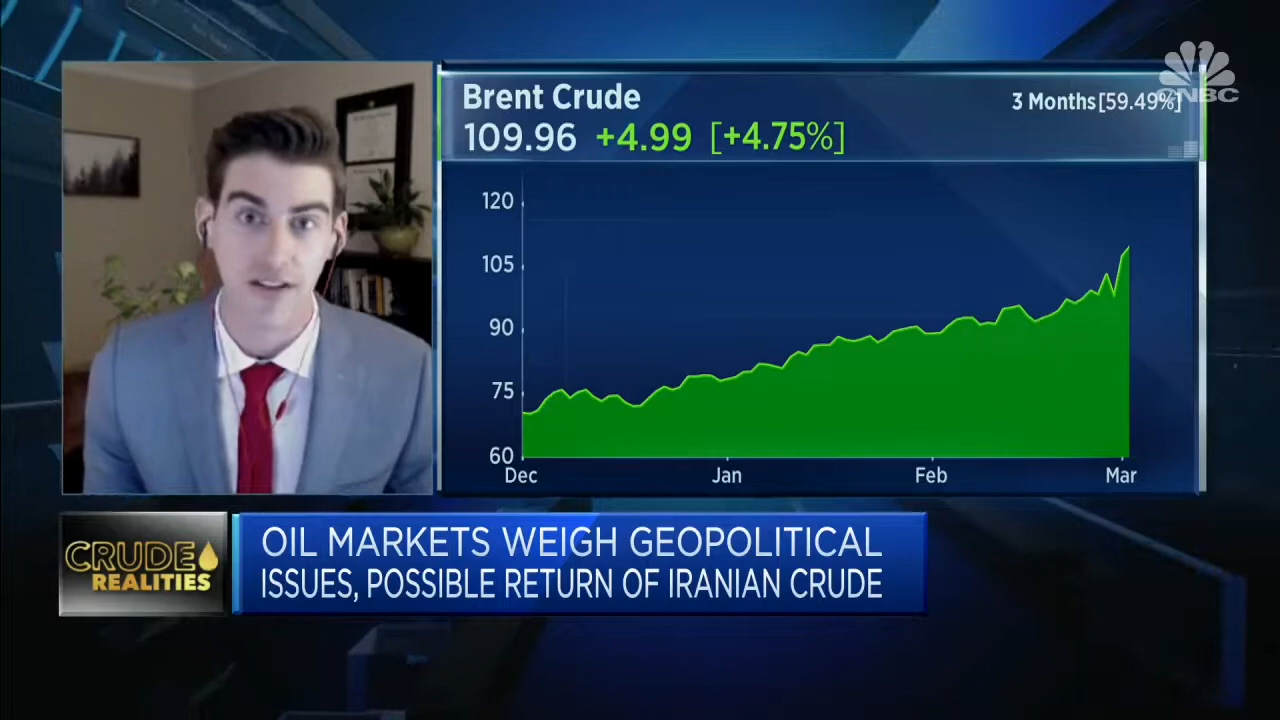 CNBC
Brent Crude
3 Months[59.49%]
109.96 +4.99 [+4.75%]
120
105
90
75
60
Dec Jan Feb Mar
CRUDE
REALITIES
OIL MARKETS WEIGH GEOPOLITICAL
ISSUES, POSSIBLE RETURN OF IRANIAN CRUDE